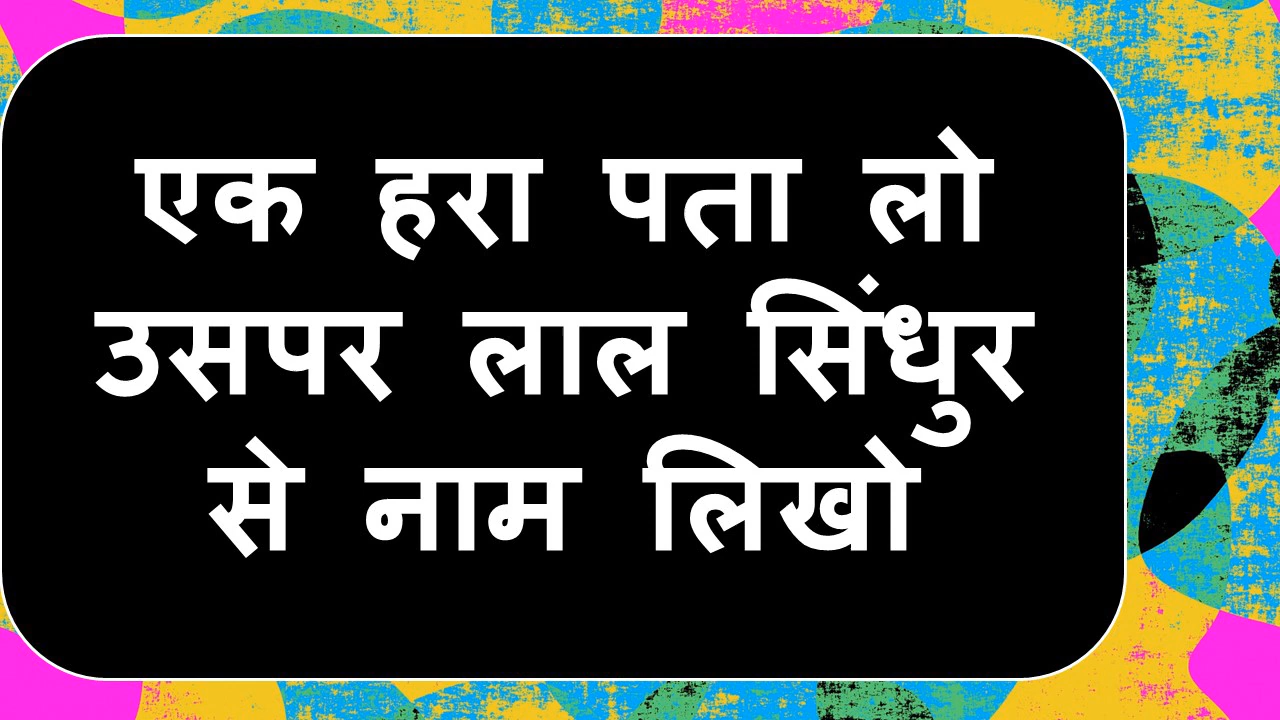 एक हरा पता लो
उसपर लाल सिंधुर
से नाम लिखो